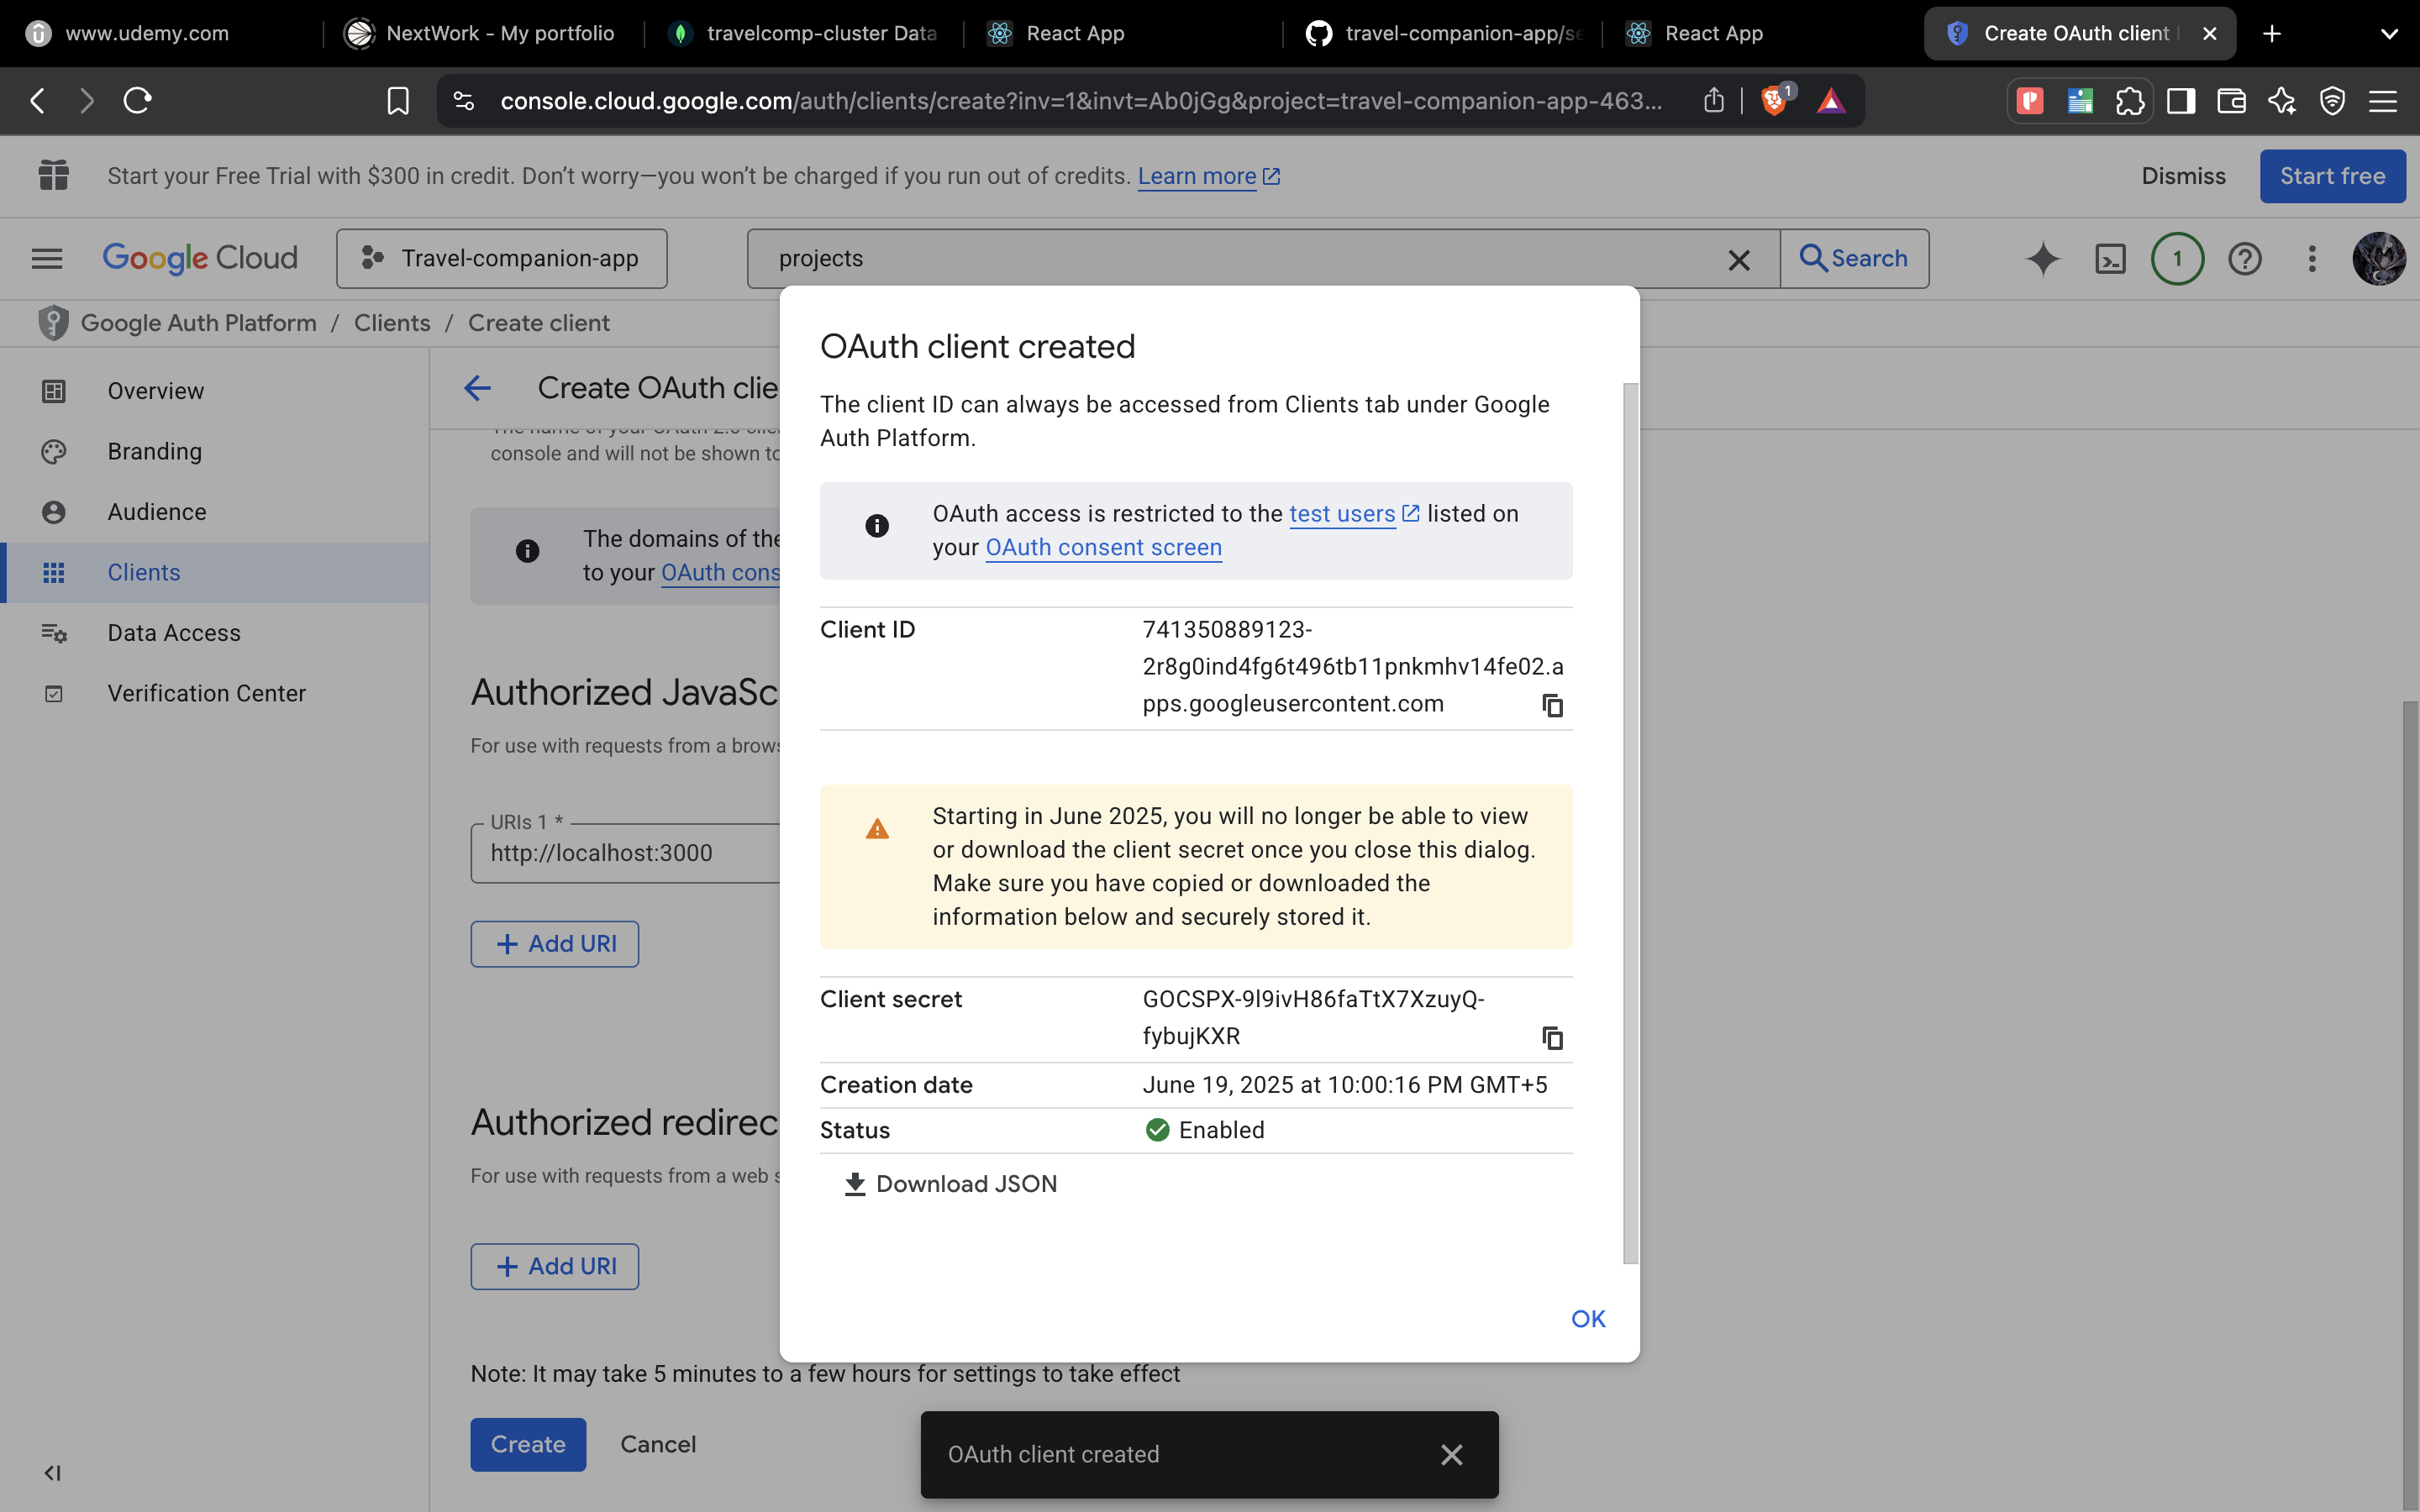 www.udemy.com
NextWork - My portfolio
travelcomp-cluster Data
React App
travel-companion-app/se
React App
Create OAuth client
console.cloud.google.com/auth/clients/create?inv=1&invt=Ab0jGg&project=travel-companion-app-463...
1
Start your Free Trial with $300 in credit. Don't worry—you won't be charged if you run out of credits. Learn more
Dismiss
Start free
Google Cloud
Travel-companion-app
projects
Search
1
Google Auth Platform / Clients / Create client
Overview
Branding
Audience
Clients
Data Access
Verification Center
Create OAuth clie
The name of your OAuth 2.0 clie
console and will not be shown to
The domains of the
to your OAuth cons
Authorized JavaSc
For use with requests from a brows
URIs 1 *
http://localhost:3000
+ Add URI
Authorized redirec
For use with requests from a web s
+ Add URI
Note: It may take 5 minutes to a few hours for settings to take effect
Create
Cancel
OAuth client created
The client ID can always be accessed from Clients tab under Google
Auth Platform.
OAuth access is restricted to the test users listed on
your OAuth consent screen
Client ID
741350889123-
2r8g0ind4fg6t496tb11pnkmhv14fe02.a
pps.googleusercontent.com
Starting in June 2025, you will no longer be able to view
or download the client secret once you close this dialog.
Make sure you have copied or downloaded the
information below and securely stored it.
Client secret
GOCSPX-9l9ivH86faTtX7XzuyQ-
fybujKXR
Creation date
June 19, 2025 at 10:00:16 PM GMT+5
Status
Enabled
Download JSON
OK
OAuth client created